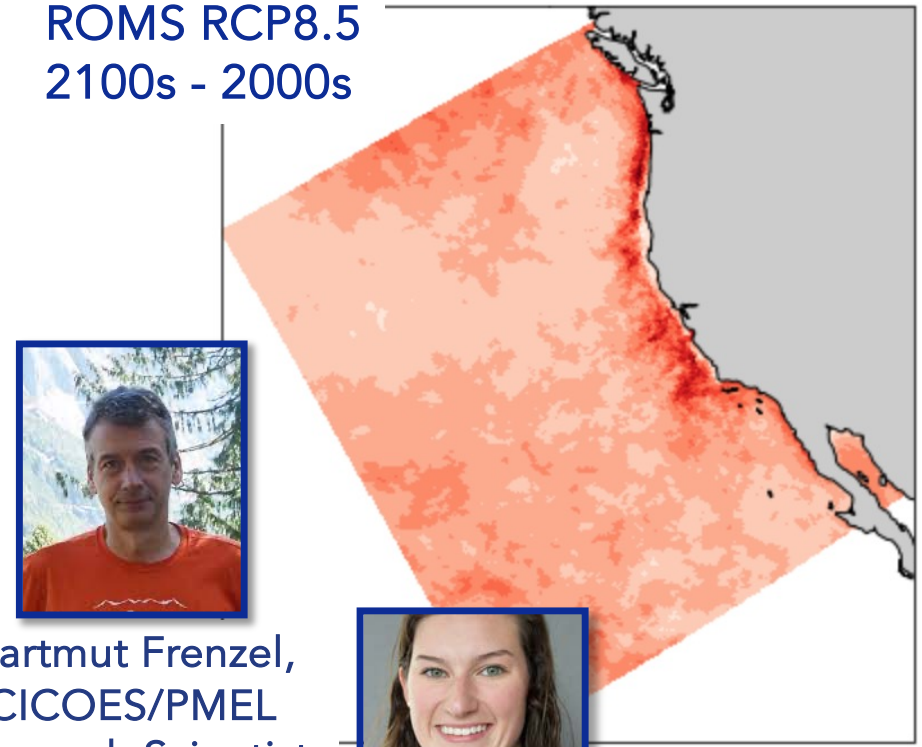 ROMS RCP8.5
2100s - 2000s
artmut Frenzel,
CICOES/PMEL